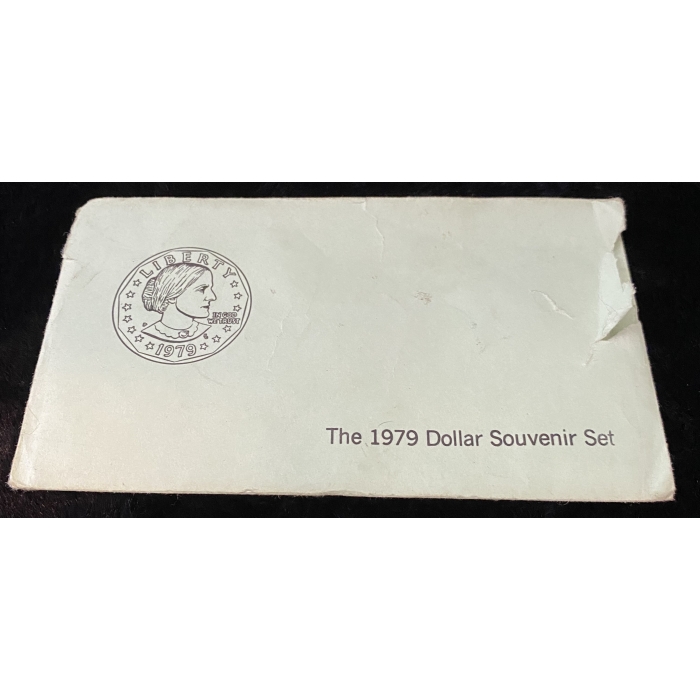 LIBERTY
IN GOD
WE TRUST
1979
The 1979 Dollar Souvenir Set